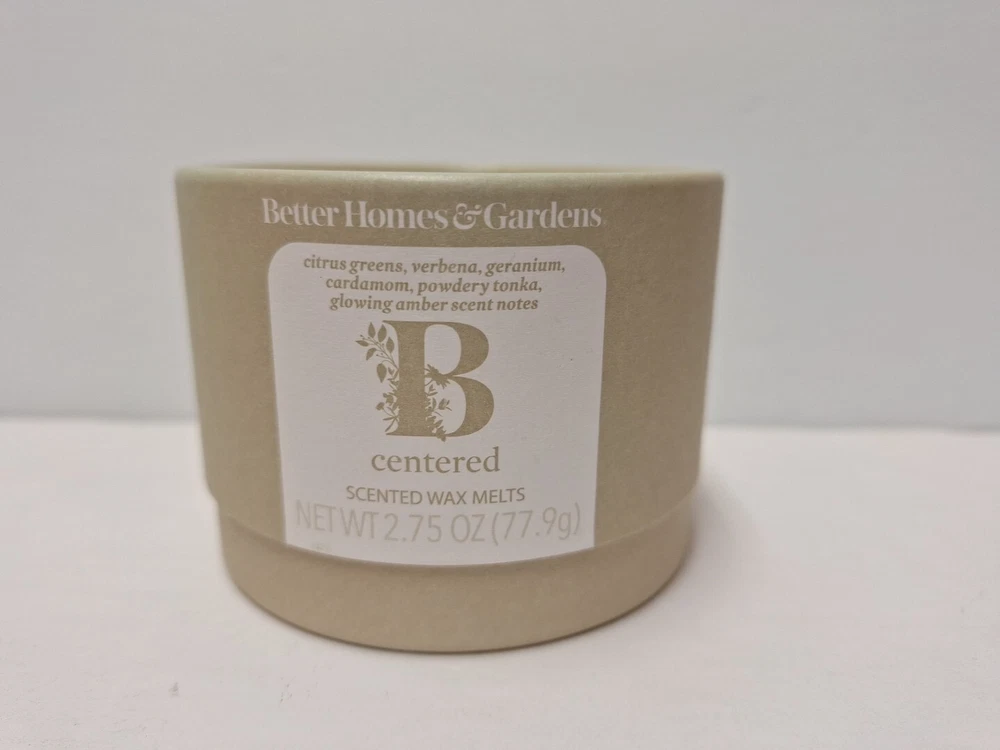 Better Homes & Gardens
citrus greens, verbena, geranium,
cardamom, powdery tonka,
glowing amber scent notes
B
centered
SCENTED WAX MELTS
NET WT 2.75 OZ (77.9g)